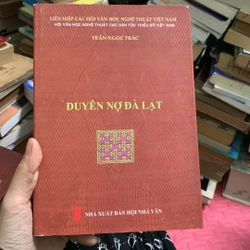 LIÊN HIỆP CÁC HỘI VĂN HỌC NGHỆ THUẬT VIỆT NAM
HỘI VĂN HỌC NGHỆ THUẬT CÁC DÂN TỘC THIỂU SỐ VIỆT NAM
TRẦN NGỌC TRÁC
DUYÊN NỢ ĐÀ LẠT
NHÀ XUẤT BẢN HỘI NHÀ VĂN